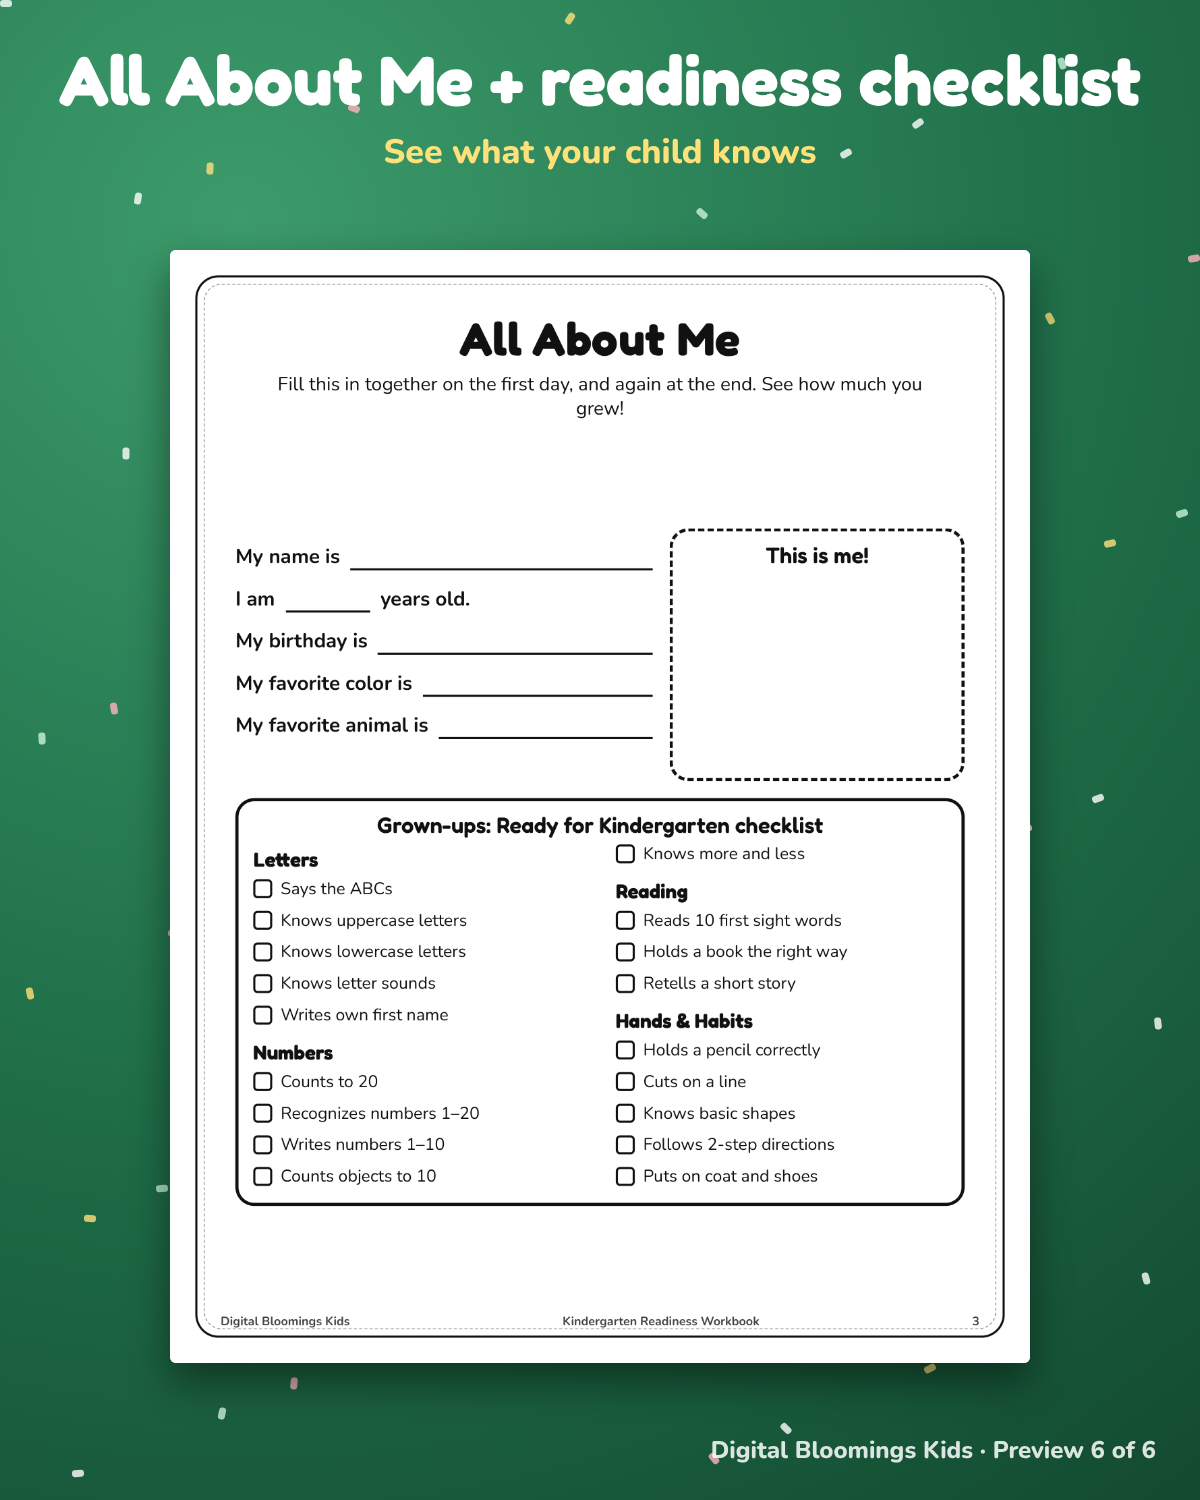 All About Me + readiness checklist
See what your child knows
All About Me
Fill this in together on the first day, and again at the end. See how much you
grew!
My name is
I am years old.
My birthday is
My favorite color is
My favorite animal is
This is me!
Grown-ups: Ready for Kindergarten checklist
Letters
Says the ABCs
Knows uppercase letters
Knows lowercase letters
Knows letter sounds
Writes own first name
Numbers
Counts to 20
Recognizes numbers 1–20
Writes numbers 1–10
Counts objects to 10
Knows more and less
Reading
Reads 10 first sight words
Holds a book the right way
Retells a short story
Hands & Habits
Holds a pencil correctly
Cuts on a line
Knows basic shapes
Follows 2-step directions
Puts on coat and shoes
Digital Bloomings Kids
Kindergarten Readiness Workbook
3
Digital Bloomings Kids · Preview 6 of 6